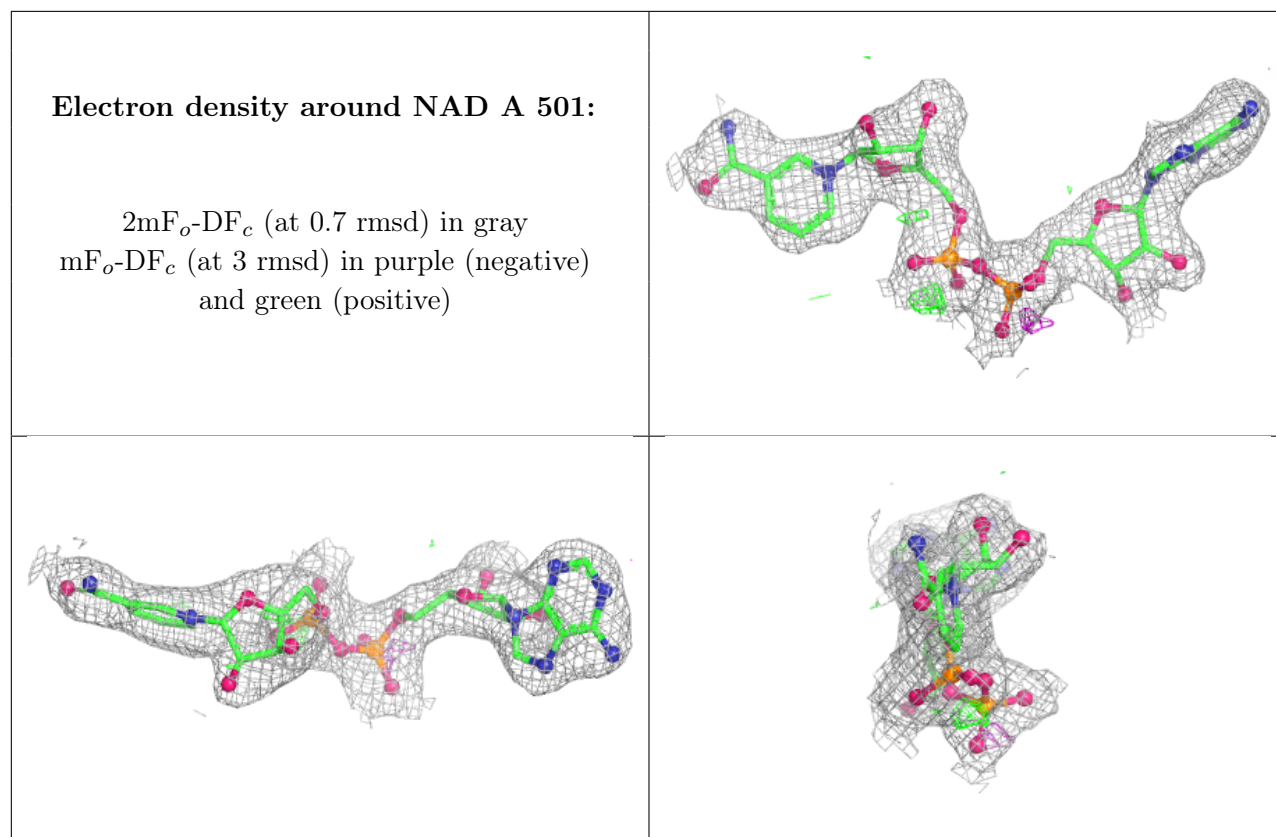 Electron density around NAD A 501:
2mFₒ-DF𝑐 (at 0.7 rmsd) in gray
mFₒ-DF𝑐 (at 3 rmsd) in purple (negative)
and green (positive)